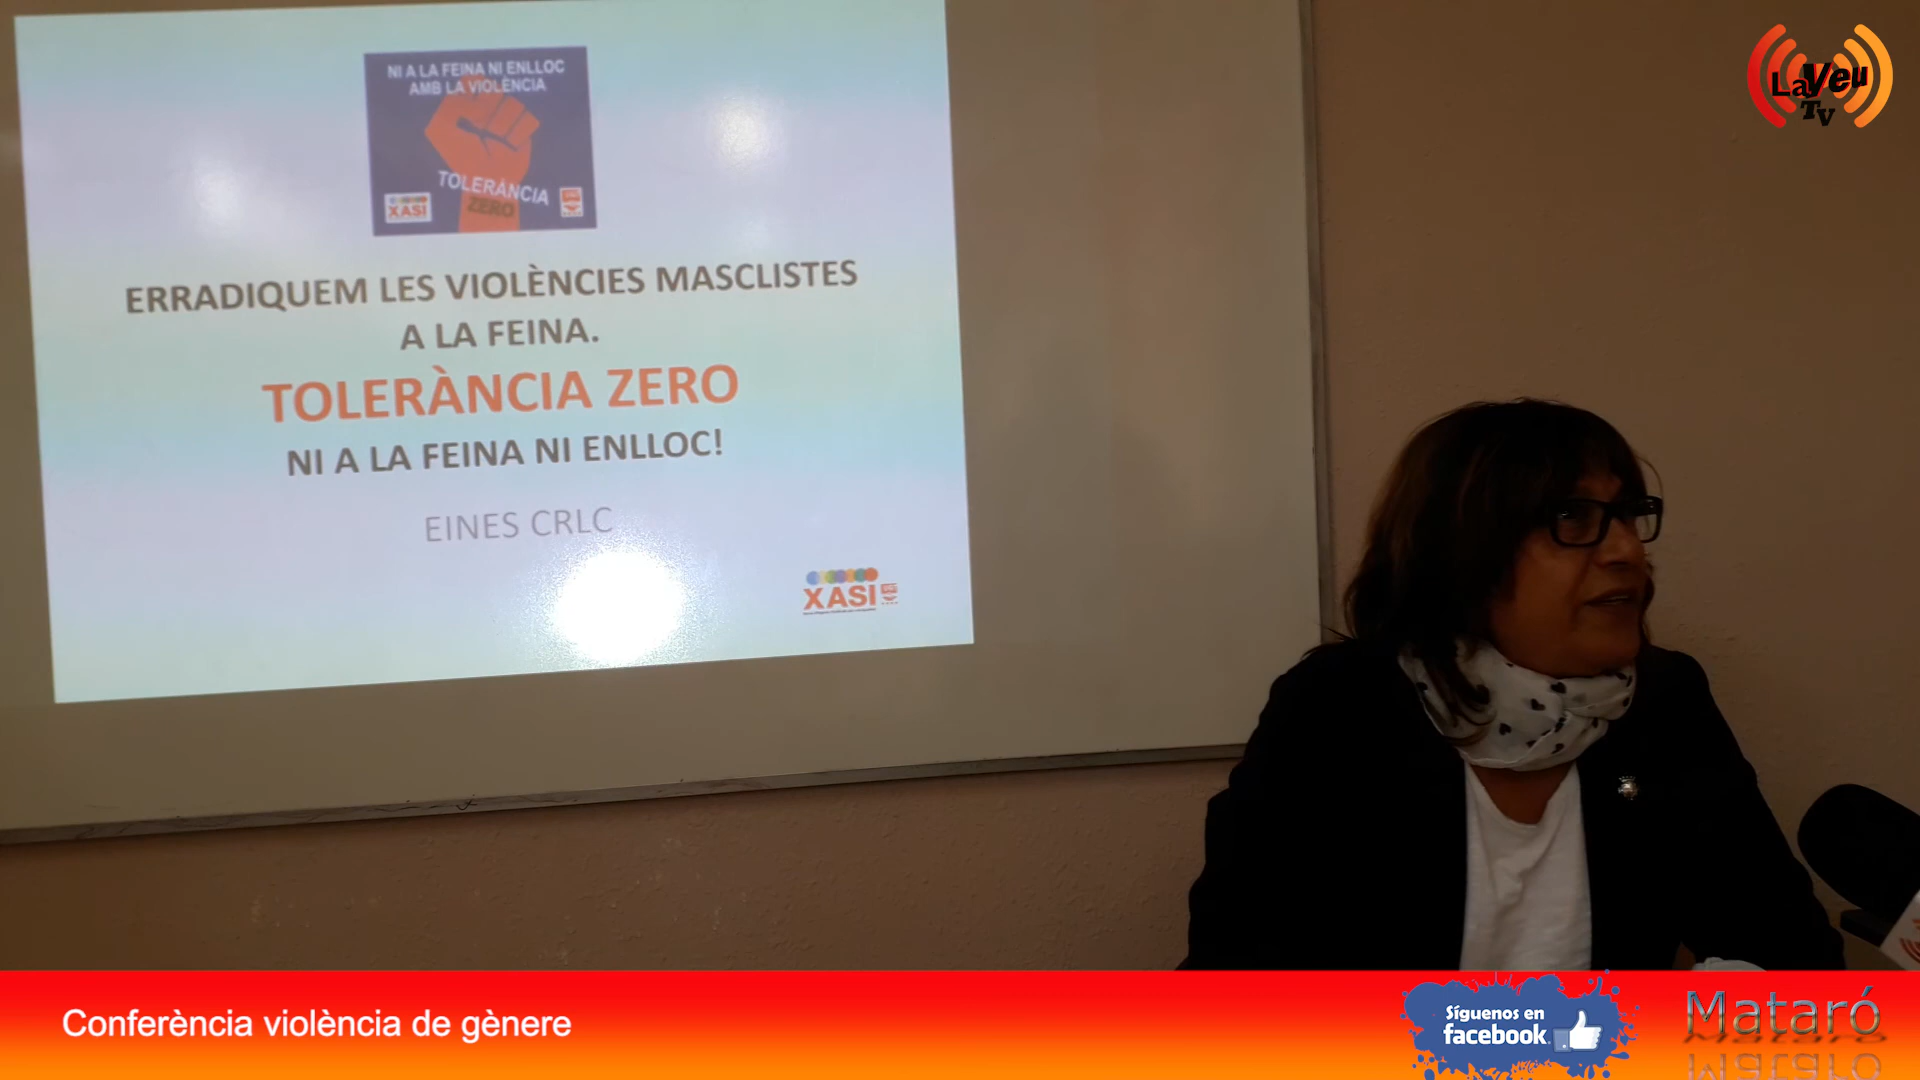 NI A LA FEINA NI ENLLOC
AMB LA VIOLÈNCIA
TOLERÀNCIA
ZERO
XASI
ERRADIQUEM LES VIOLÈNCIES MASCLISTES
A LA FEINA.
TOLERÀNCIA ZERO
NI A LA FEINA NI ENLLOC!
EINES CRLC
XASI
LaVeu
Tv
Conferència violència de gènere
Síguenos en
facebook
Mataró